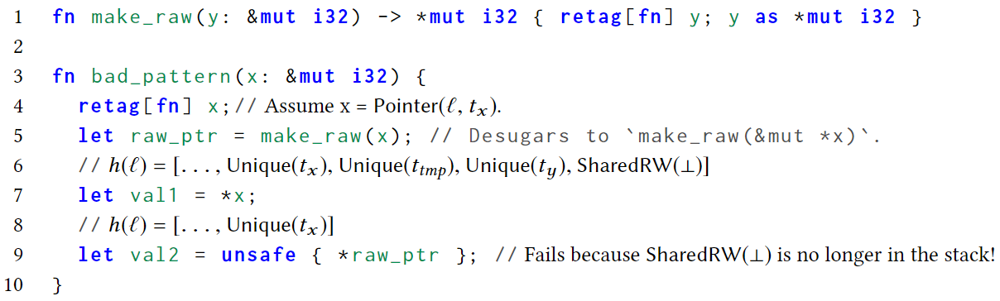 1 fn make_raw(y: &mut i32) -> *mut i32 { retag[fn] y; y as *mut i32 }
2
3 fn bad_pattern(x: &mut i32) {
4 retag[fn] x; // Assume x = Pointer(ℓ, tₓ).
5 let raw_ptr = make_raw(x); // Desugars to `make_raw(&mut *x)`.
6 // h(ℓ) = [. . . , Unique(tₓ), Unique(t_tmp), Unique(t_y), SharedRW(⊥)]
7 let val1 = *x;
8 // h(ℓ) = [. . . , Unique(tₓ)]
9 let val2 = unsafe { *raw_ptr }; // Fails because SharedRW(⊥) is no longer in the stack!
10 }